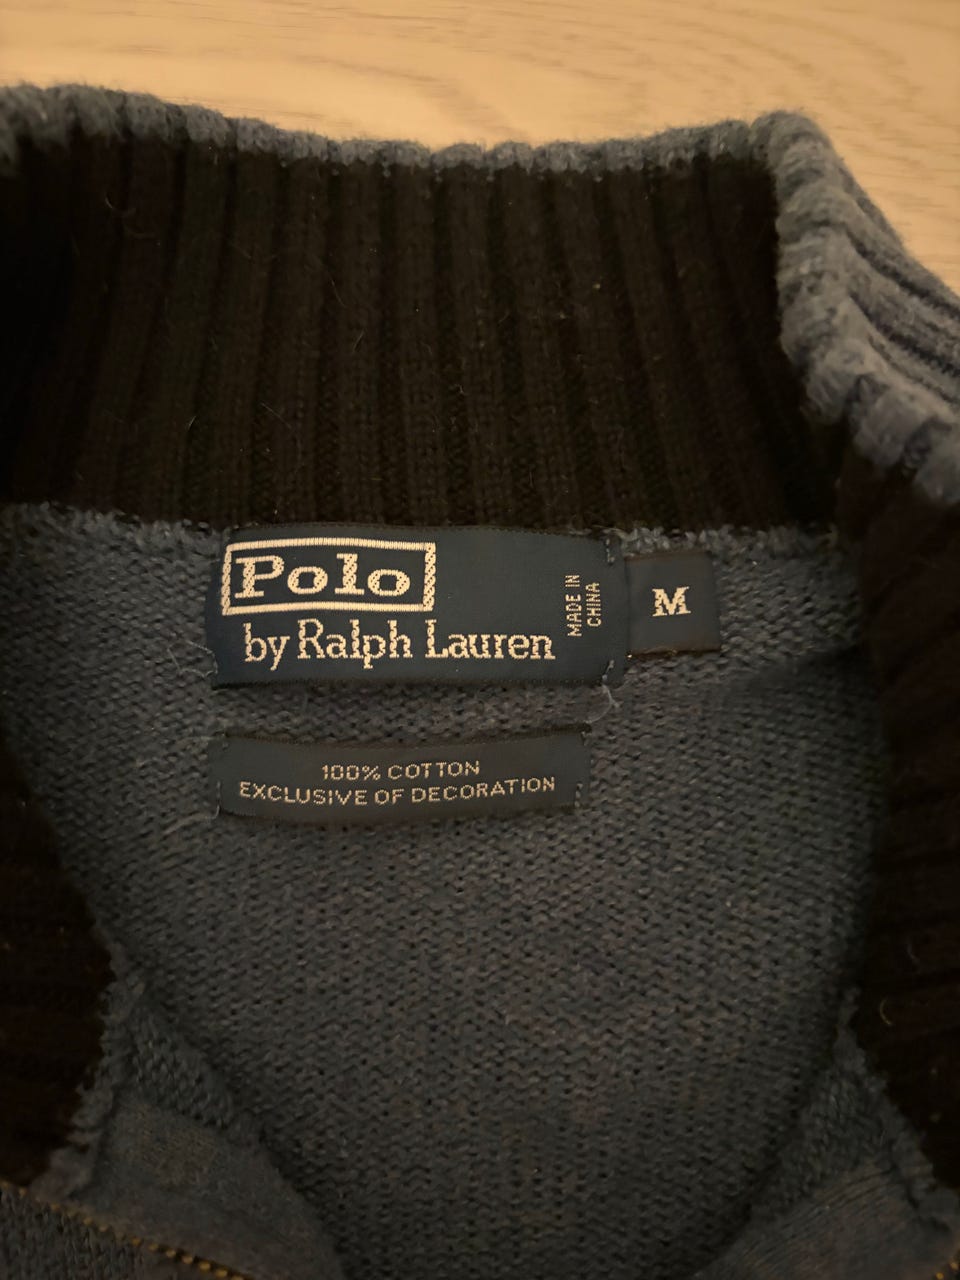 Polo
by Ralph Lauren
MADE IN
CHINA
M
100% COTTON
EXCLUSIVE OF DECORATION